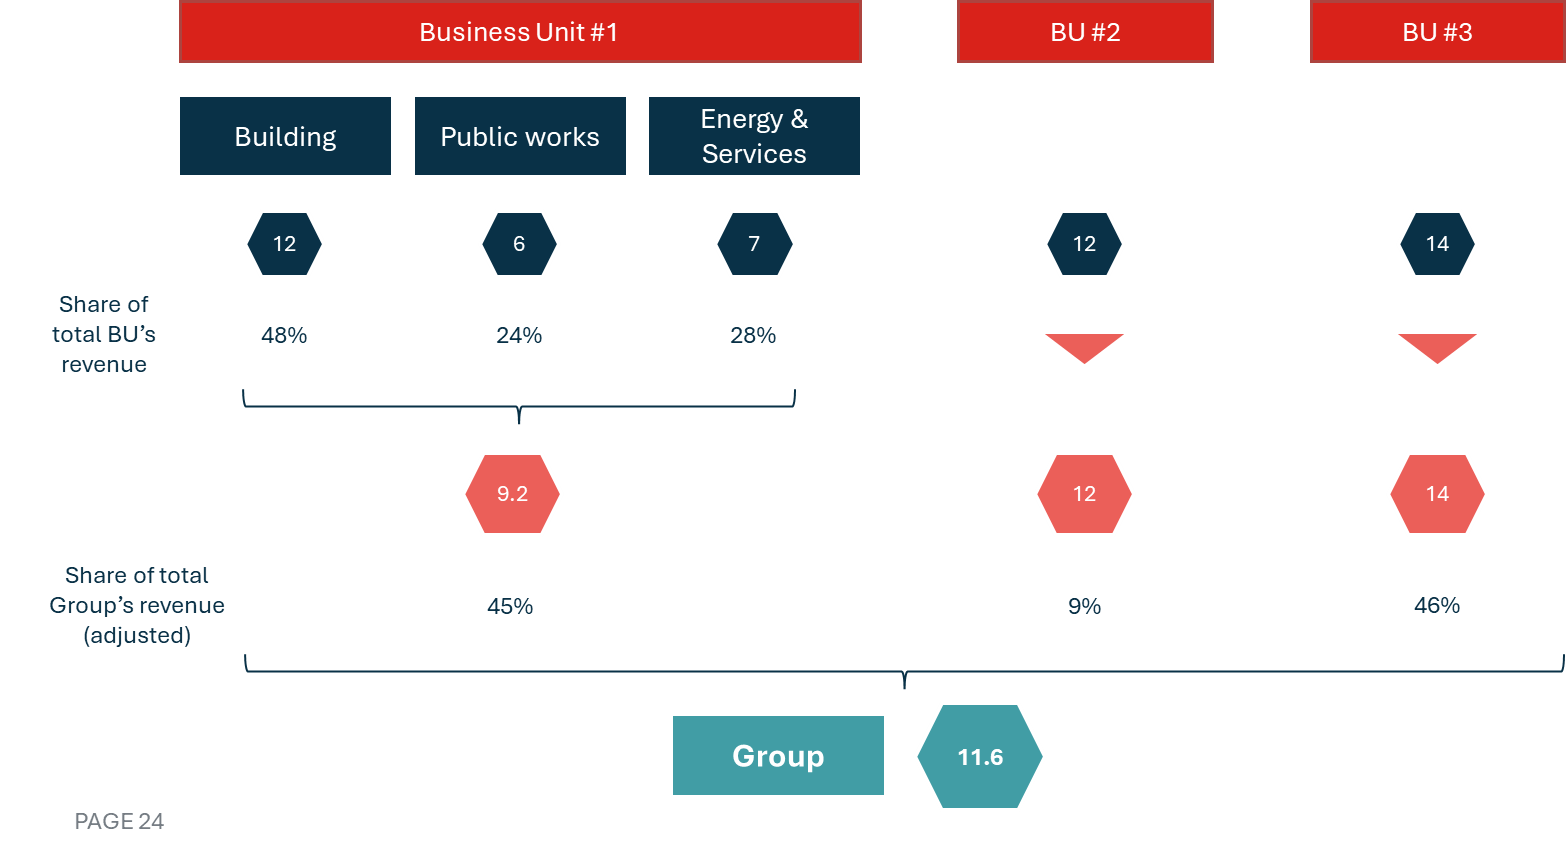 Business Unit #1
BU #2
BU #3
Building
Public works
Energy &
Services
12
6
7
12
14
Share of
total BU’s
revenue
48%
24%
28%
9.2
12
14
Share of total
Group’s revenue
(adjusted)
45%
9%
46%
Group
11.6
PAGE 24